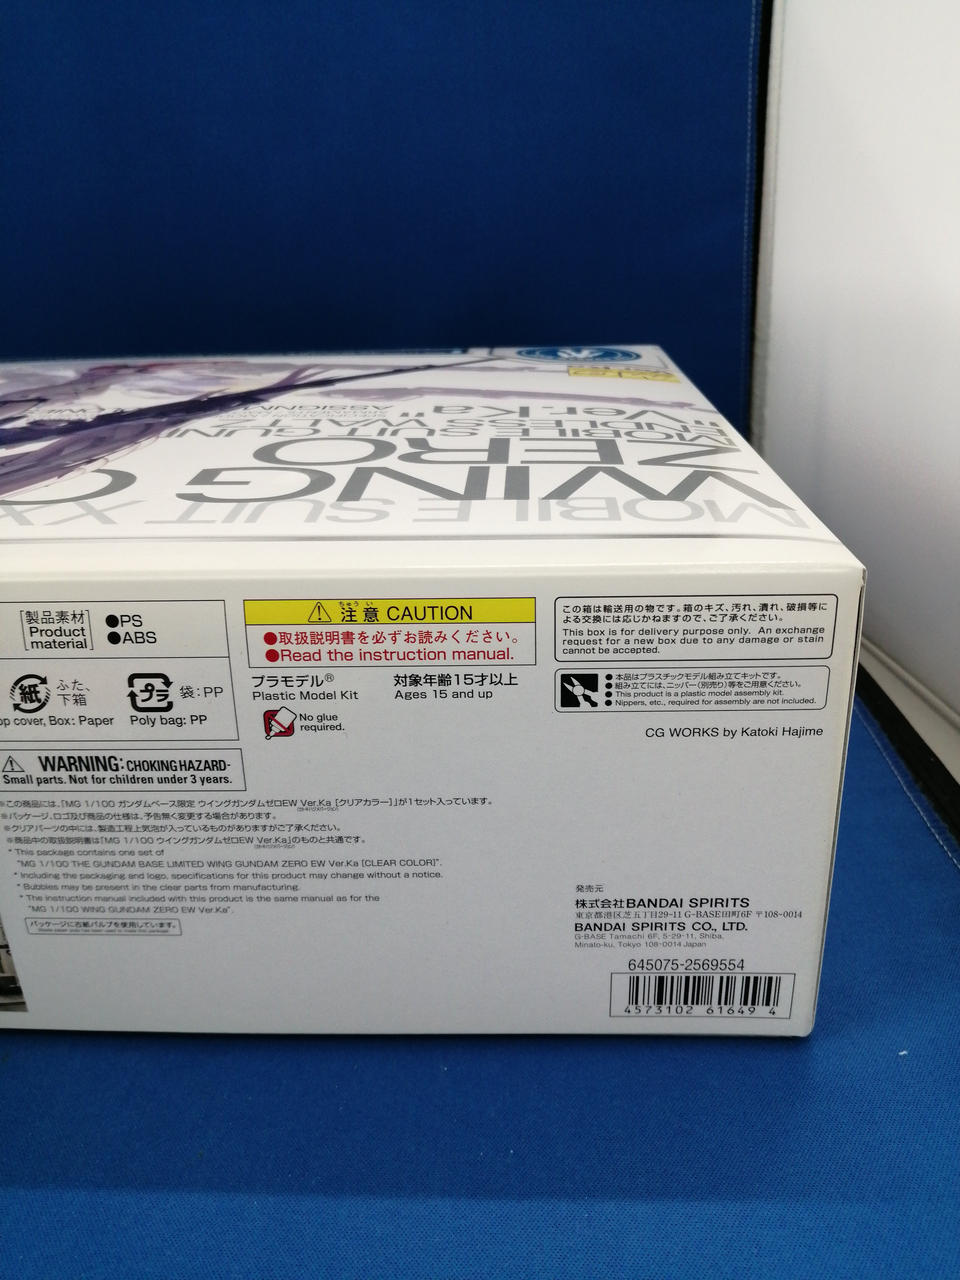 Ver.Ka"
"ENDLESS WALTZ
ZERO
WING G
MOBILE SUIT XX
[製品素材
Product
material]
●PS
●ABS
ふた、
下箱
紙
プラ
袋:PP
op cover, Box: Paper
Poly bag: PP
WARNING: CHOKING HAZARD-
Small parts. Not for children under 3 years.
注意 CAUTION
ちゅう い
●取扱説明書を必ずお読みください。
●Read the instruction manual.
プラモデル®
Plastic Model Kit
対象年齢15才以上
Ages 15 and up
No glue
required.
この箱は輸送用の物です。箱のキズ、汚れ、潰れ、破損等に
よる交換には応じかねますので、ご了承ください。
This box is for delivery purpose only. An exchange
request for a new box due to any damage or stain
cannot be accepted.
● 本品はプラスチックモデル組み立てキットです。
● 組み立てには、ニッパー(別売り)等をご用意ください。
● This product is a plastic model assembly kit.
● Nippers, etc., required for assembly are not included.
CG WORKS by Katoki Hajime
※この商品には、「MG 1/100 ガンダムベース限定 ウイングガンダムゼロEW Ver.Ka [クリアカラー]」が1セット入っています。
※パッケージ、ロゴ及び商品の仕様は、予告無く変更する場合があります。
※クリアパーツの中には、製造工程上気泡が入っているものがありますがご了承ください。
※商品中の取扱説明書は「MG 1/100 ウイングガンダムゼロEW Ver.Ka」のものと共通です。
* This package contains one set of
"MG 1/100 THE GUNDAM BASE LIMITED WING GUNDAM ZERO EW Ver.Ka [CLEAR COLOR]".
* Including the packaging and logo, specifications for this product may change without a notice.
* Bubbles may be present in the clear parts from manufacturing.
* The instruction manual included with this product is the same manual as for the
"MG 1/100 WING GUNDAM ZERO EW Ver.Ka".
パッケージに古紙パルプを使用しています。
発売元
株式会社BANDAI SPIRITS
東京都港区芝五丁目29-11 G-BASE田町6F 〒108-0014
BANDAI SPIRITS CO., LTD.
G-BASE Tamachi 6F, 5-29-11, Shiba,
Minato-ku, Tokyo 108-0014 Japan
645075-2569554
4573102 61649 4